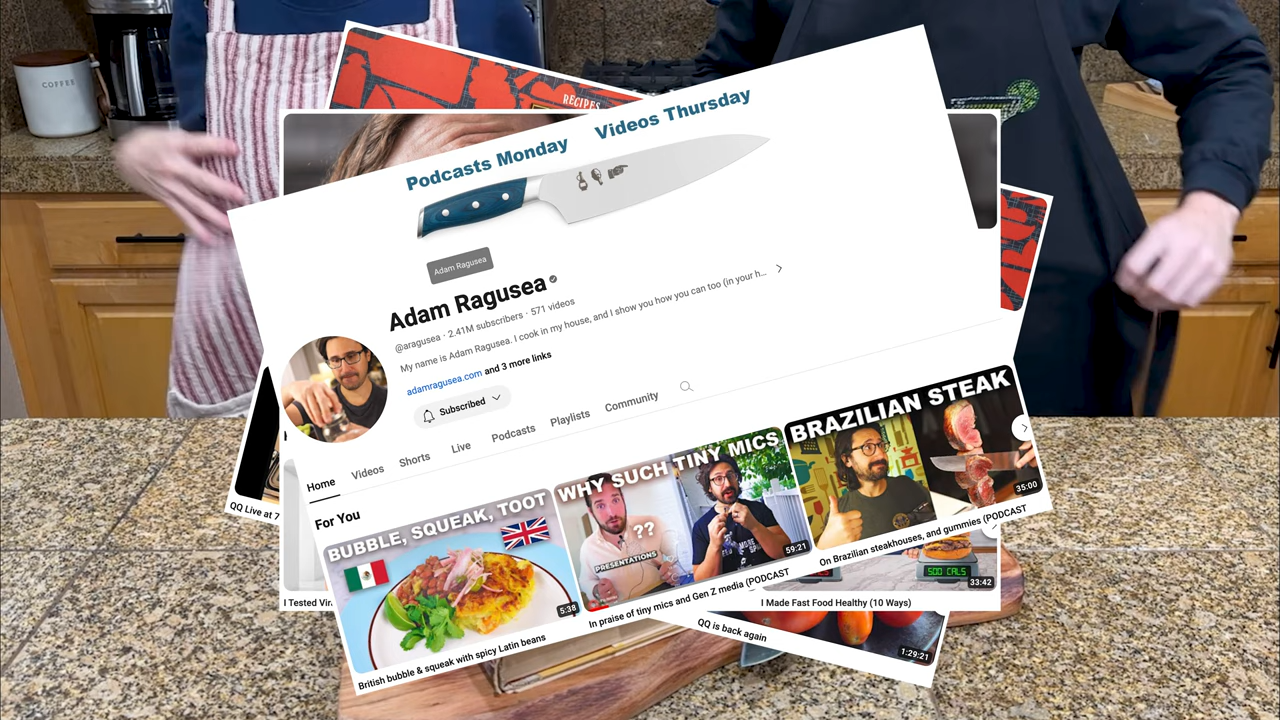 COFFEE
RECIPES
Podcasts Monday
Videos Thursday
Adam Ragusea
Adam Ragusea
@aragusea · 2.41M subscribers · 571 videos
My name is Adam Ragusea. I cook in my house, and I show you how you can too (in your h...
adamragusea.com and 3 more links
Subscribed
Home
Videos
Shorts
Live
Podcasts
Playlists
Community
For You
BUBBLE, SQUEAK, TOOT
5:38
British bubble & squeak with spicy Latin beans
WHY SUCH TINY MICS
??
PRESENTATIONS
59:21
In praise of tiny mics and Gen Z media (PODCAST
BRAZILIAN STEAK
35:00
On Brazilian steakhouses, and gummies (PODCAST
QQ Live at 7
I Tested Vir
500 CALS
33:42
I Made Fast Food Healthy (10 Ways)
QQ is back again
1:29:21